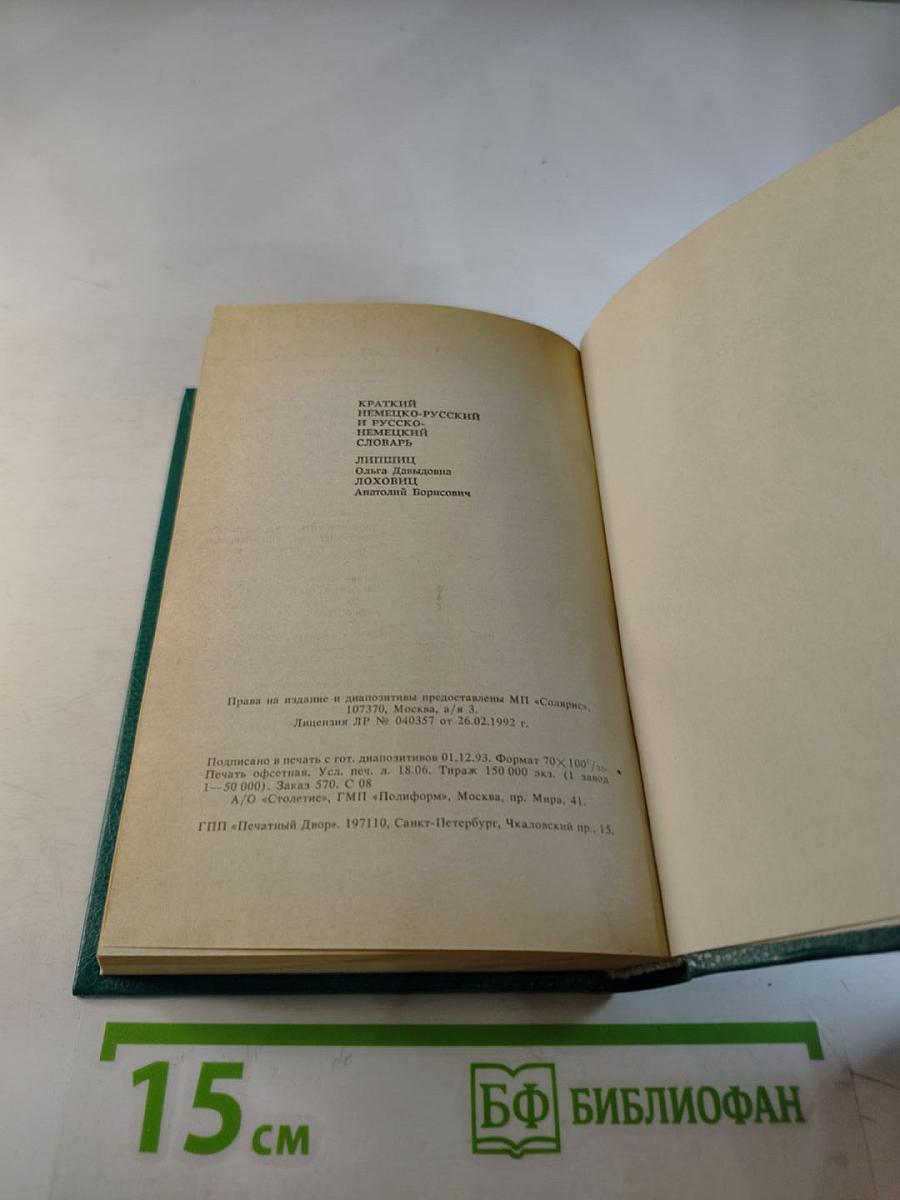 КРАТКИЙ
НЕМЕЦКО-РУССКИЙ
И РУССКО-
НЕМЕЦКИЙ
СЛОВАРЬ
ЛИПШИЦ
Ольга Давыдовна
ЛОХОВИЦ
Анатолий Борисович
Права на издание и диапозитивы предоставлены МП «Солярис».
107370, Москва, а/я 3.
Лицензия ЛР № 040357 от 26.02.1992 г.
Подписано в печать с гот. диапозитивов 01.12.93. Формат 70×100¹/₃₂.
Печать офсетная. Усл. печ. л. 18.06. Тираж 150 000 экз. (1 завод
1—50 000). Заказ 570. С 08
А/О «Столетие», ГМП «Полиформ», Москва, пр. Мира, 41.
ГПП «Печатный Двор». 197110, Санкт-Петербург, Чкаловский пр., 15.
15 см
БФ БИБЛИОФАН